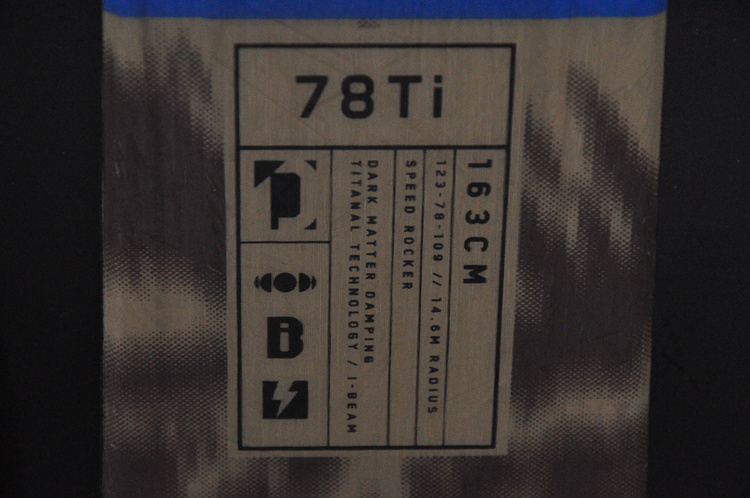 78Ti
163CM
123-78-109 // 14.6M RADIUS
SPEED ROCKER
DARK MATTER DAMPING
TITANAL TECHNOLOGY / I-BEAM